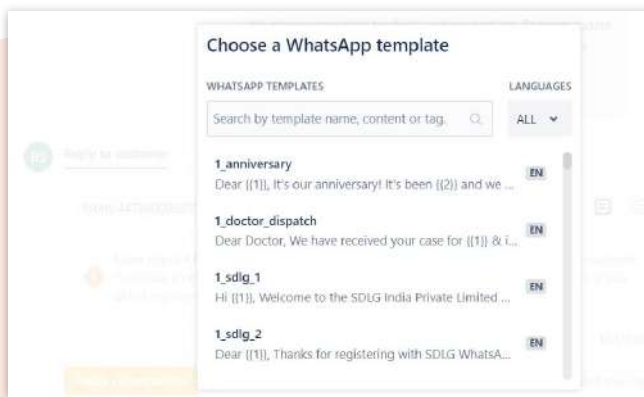 Choose a WhatsApp template
WHATSAPP TEMPLATES
LANGUAGES
Search by template name, content or tag.
ALL
1_anniversary
EN
Dear {{1}}, It's our anniversary! It's been {{2}} and we ...
1_doctor_dispatch
EN
Dear Doctor, We have received your case for {{1}} & i...
1_sdlg_1
EN
Hi {{1}}, Welcome to the SDLG India Private Limited ...
1_sdlg_2
EN
Dear {{1}}, Thanks for registering with SDLG WhatsA...
Reply to customer